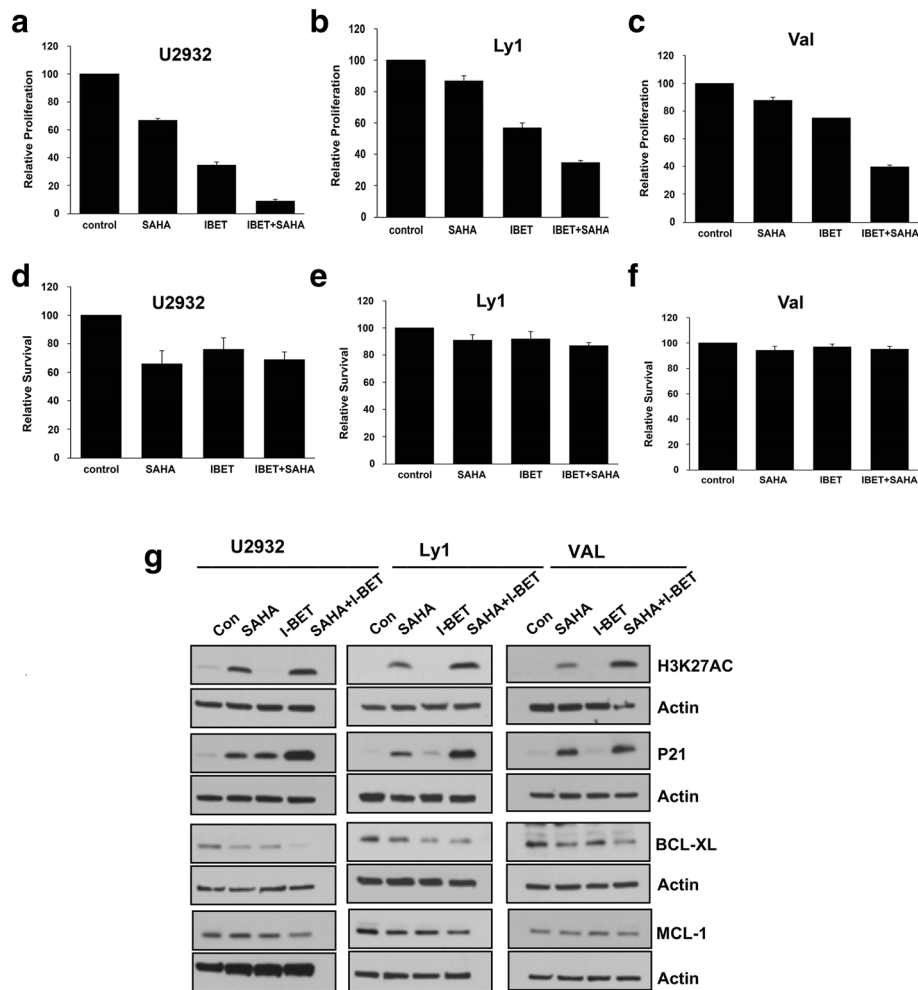 a
U2932
Relative Proliferation
120
100
80
60
40
20
0
control SAHA IBET IBET+SAHA
b
Ly1
Relative Proliferation
120
100
80
60
40
20
0
control SAHA IBET IBET+SAHA
c
Val
Relative Proliferation
120
100
80
60
40
20
0
control SAHA IBET IBET+SAHA
d
U2932
Relative Survival
120
100
80
60
40
20
0
control SAHA IBET IBET+SAHA
e
Ly1
Relative Survival
120
100
80
60
40
20
0
control SAHA IBET IBET+SAHA
f
Val
Relative Survival
120
100
80
60
40
20
0
control SAHA IBET IBET+SAHA
g
U2932 Ly1 VAL
Con SAHA I-BET SAHA+I-BET Con SAHA I-BET SAHA+I-BET Con SAHA I-BET SAHA+I-BET
H3K27AC
Actin
P21
Actin
BCL-XL
Actin
MCL-1
Actin